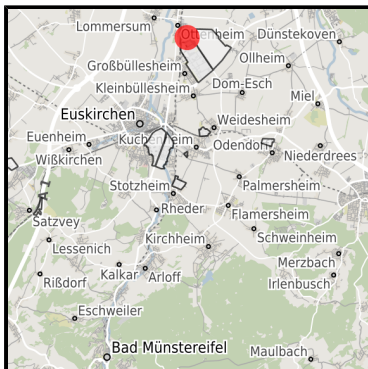 Lommersum
Ottenheim
Dünstekoven
Ollheim
Großbüllesheim
Kleinbüllesheim
Dom-Esch
Miel
Euskirchen
Weidesheim
Euenheim
Kuchenheim
Odendorf
Wißkirchen
Niederdrees
Stotzheim
Palmersheim
Satzvey
Rheder
Flamersheim
Lessenich
Kirchheim
Schweinheim
Merzbach
Rißdorf
Kalkar
Arloff
Irlenbusch
Eschweiler
Bad Münstereifel
Maulbach